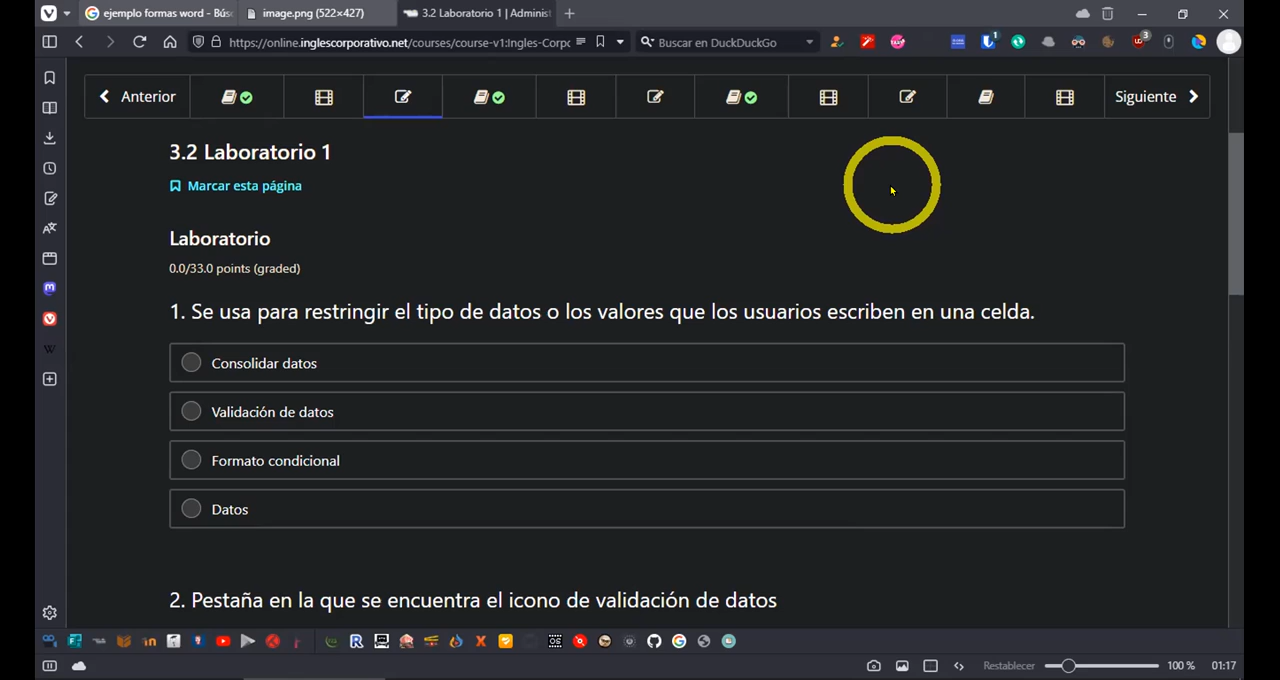 ejemplo formas word - Bús
image.png (522×427)
3.2 Laboratorio 1 | Adminis
https://online.inglescorporativo.net/courses/course-v1:Ingles-Corpo
Buscar en DuckDuckGo
1
3
Anterior
Siguiente
3.2 Laboratorio 1
Marcar esta página
Laboratorio
0.0/33.0 points (graded)
1. Se usa para restringir el tipo de datos o los valores que los usuarios escriben en una celda.
Consolidar datos
Validación de datos
Formato condicional
Datos
2. Pestaña en la que se encuentra el icono de validación de datos
Restablecer
100 %
01:17